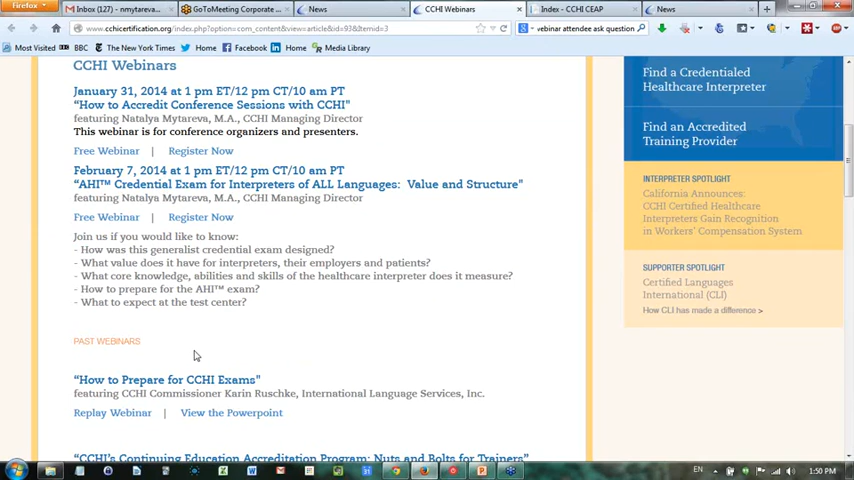 Firefox
Inbox (127) - nmytareva...
GoToMeeting Corporate ...
News
CCHI Webinars
Index - CCHI CEAP
News
www.cchicertification.org/index.php?option=com_content&view=article&id=93&Itemid=3
webinar attendee ask question
Most Visited
BBC
The New York Times
Twitter
Home
Facebook
LinkedIn
Home
Media Library
CCHI Webinars
January 31, 2014 at 1 pm ET/12 pm CT/10 am PT
"How to Accredit Conference Sessions with CCHI"
featuring Natalya Mytareva, M.A., CCHI Managing Director
This webinar is for conference organizers and presenters.
Free Webinar | Register Now
February 7, 2014 at 1 pm ET/12 pm CT/10 am PT
"AHI™ Credential Exam for Interpreters of ALL Languages: Value and Structure"
featuring Natalya Mytareva, M.A., CCHI Managing Director
Free Webinar | Register Now
Join us if you would like to know:
- How was this generalist credential exam designed?
- What value does it have for interpreters, their employers and patients?
- What core knowledge, abilities and skills of the healthcare interpreter does it measure?
- How to prepare for the AHI™ exam?
- What to expect at the test center?
PAST WEBINARS
"How to Prepare for CCHI Exams"
featuring CCHI Commissioner Karin Ruschke, International Language Services, Inc.
Replay Webinar | View the Powerpoint
"CCHI's Continuing Education Accreditation Program: Nuts and Bolts for Trainers"
Find a Credentialed
Healthcare Interpreter
Find an Accredited
Training Provider
INTERPRETER SPOTLIGHT
California Announces:
CCHI Certified Healthcare
Interpreters Gain Recognition
in Workers' Compensation System
SUPPORTER SPOTLIGHT
Certified Languages
International (CLI)
How CLI has made a difference >
EN
1:50 PM